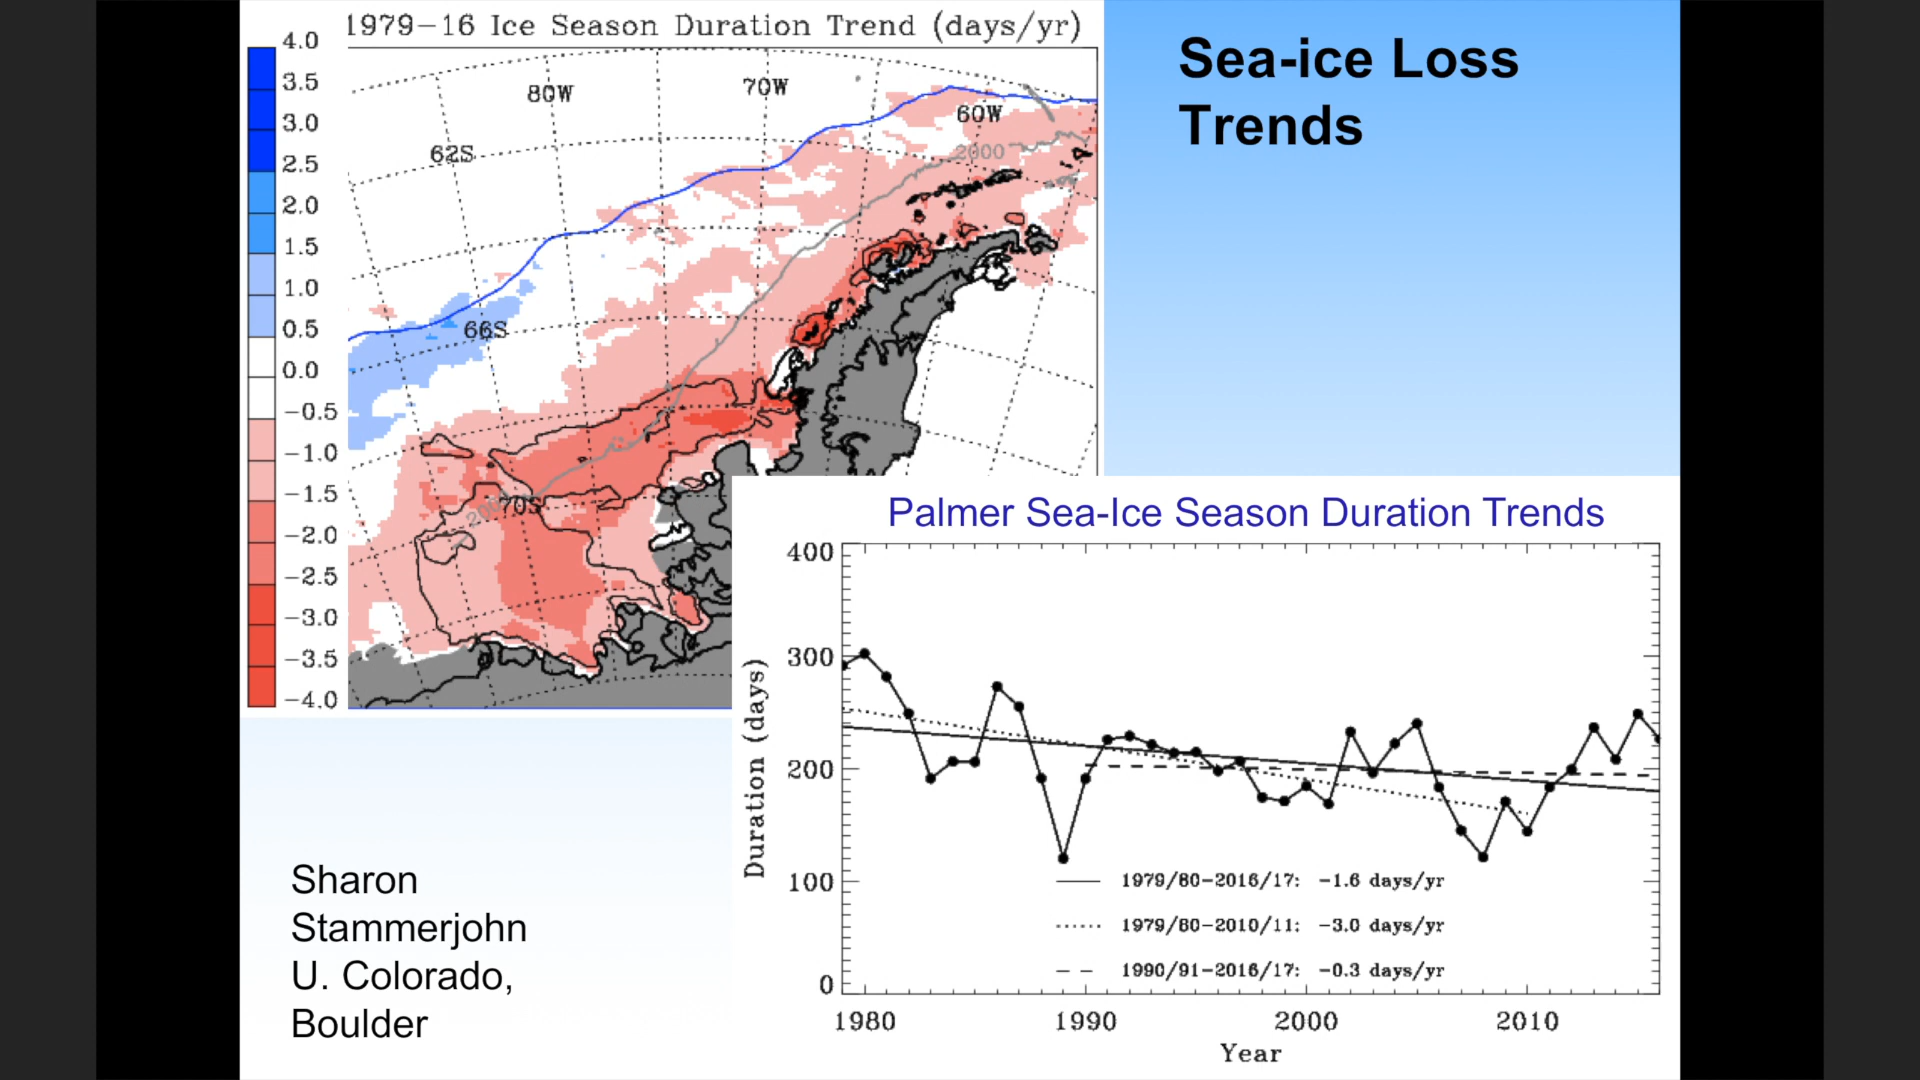 1979-16 Ice Season Duration Trend (days/yr)
4.0
3.5
3.0
2.5
2.0
1.5
1.0
0.5
0.0
-0.5
-1.0
-1.5
-2.0
-2.5
-3.0
-3.5
-4.0
80W
70W
60W
62S
2000
66S
70S
Sea-ice Loss
Trends
Palmer Sea-Ice Season Duration Trends
400
300
200
100
0
Duration (days)
1979/80-2016/17: -1.6 days/yr
1979/80-2010/11: -3.0 days/yr
1990/91-2016/17: -0.3 days/yr
1980 1990 2000 2010
Year
Sharon
Stammerjohn
U. Colorado,
Boulder